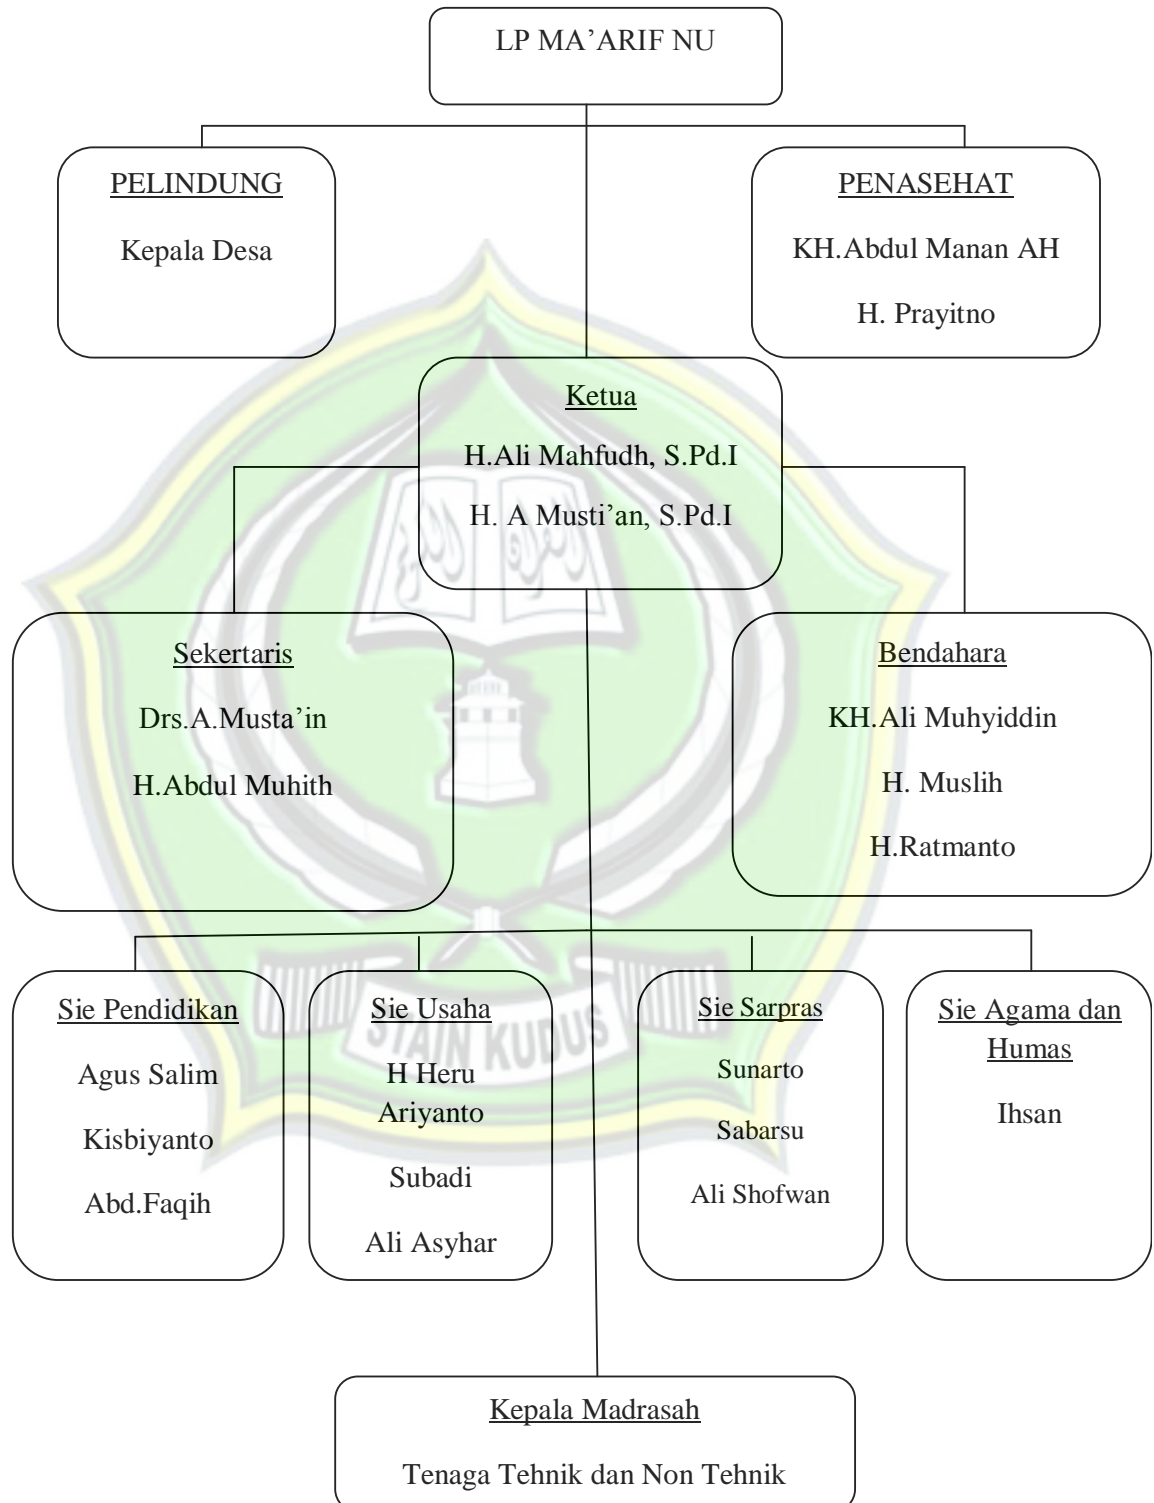 LP MA’ARIF NU
PELINDUNG
Kepala Desa
PENASEHAT
KH.Abdul Manan AH
H. Prayitno
Ketua
H.Ali Mahfudh, S.Pd.I
H. A Musti’an, S.Pd.I
Sekertaris
Drs.A.Musta’in
H.Abdul Muhith
Bendahara
KH.Ali Muhyiddin
H. Muslih
H.Ratmanto
Sie Pendidikan
Agus Salim
Kisbiyanto
Abd.Faqih
Sie Usaha
H Heru
Ariyanto
Subadi
Ali Asyhar
Sie Sarpras
Sunarto
Sabarsu
Ali Shofwan
Sie Agama dan
Humas
Ihsan
STAIN KUDUS
Kepala Madrasah
Tenaga Tehnik dan Non Tehnik